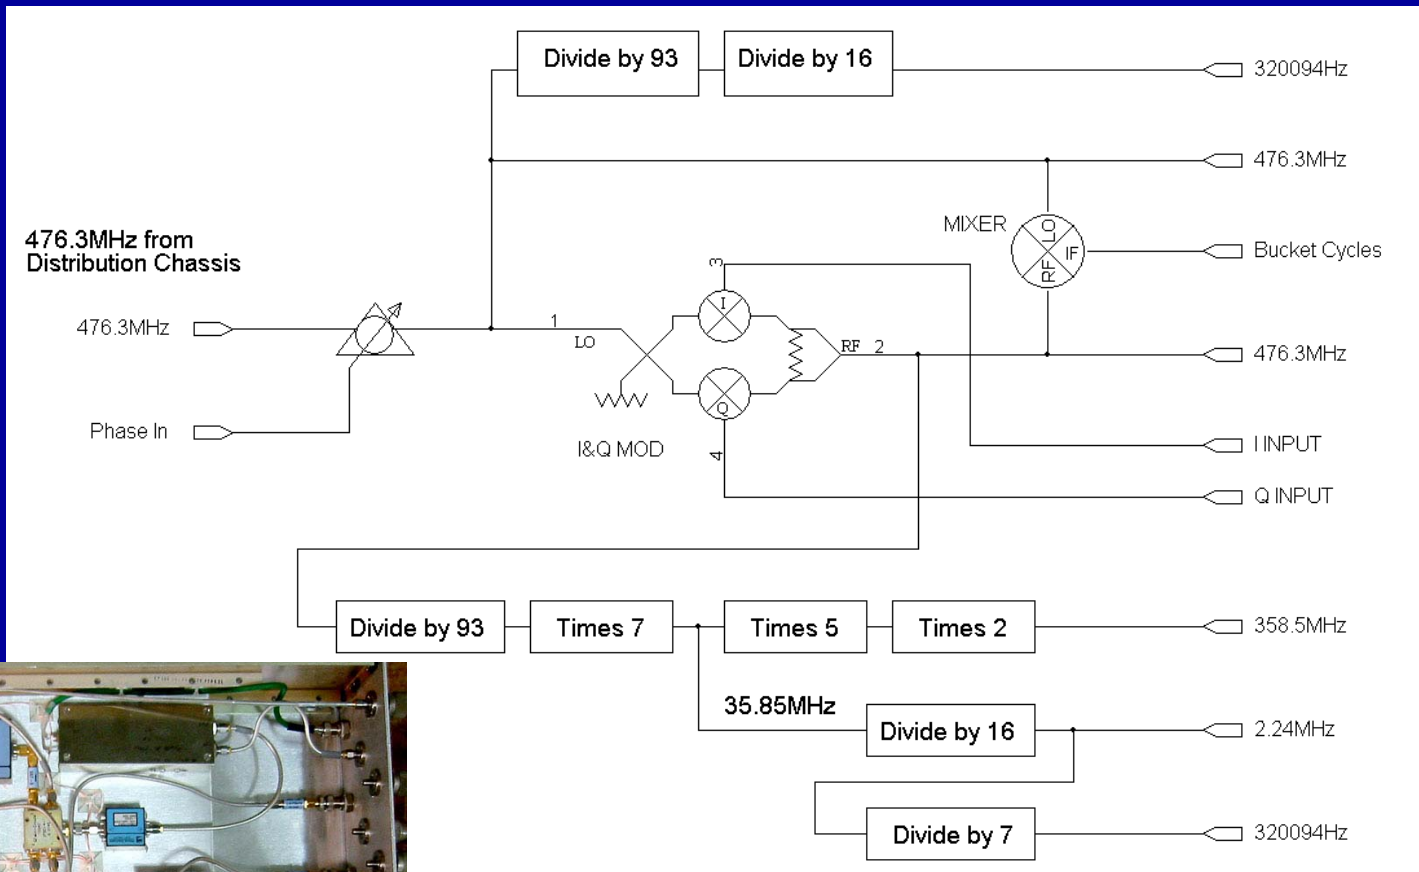 Divide by 93
Divide by 16
320094Hz
476.3MHz
MIXER
LO
RF
IF
Bucket Cycles
476.3MHz from
Distribution Chassis
476.3MHz
Phase In
1
LO
3
I
Q
4
RF 2
476.3MHz
I&Q MOD
I INPUT
Q INPUT
Divide by 93
Times 7
Times 5
Times 2
358.5MHz
35.85MHz
Divide by 16
2.24MHz
Divide by 7
320094Hz